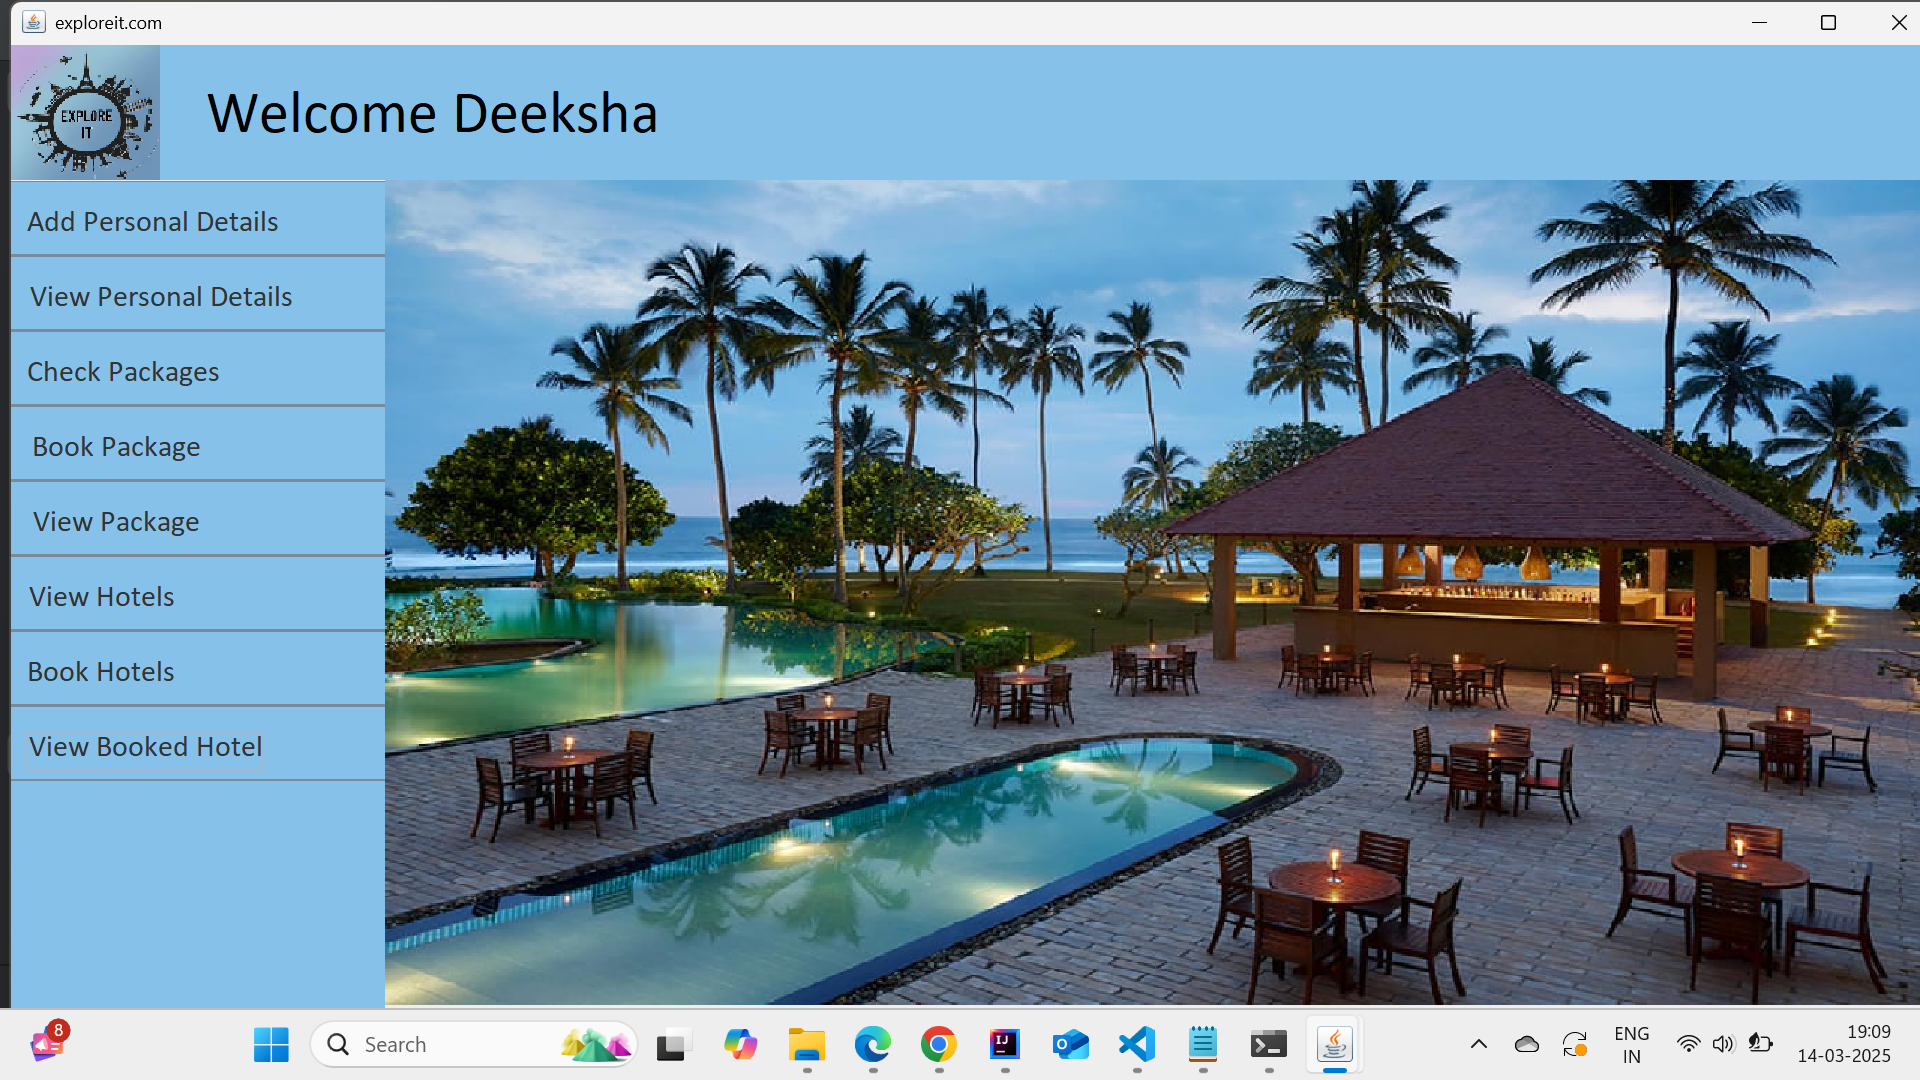 exploreit.com
EXPLORE
IT
Welcome Deeksha
Add Personal Details
View Personal Details
Check Packages
Book Package
View Package
View Hotels
Book Hotels
View Booked Hotel
8
Search
IJ
ENG
IN
19:09
14-03-2025